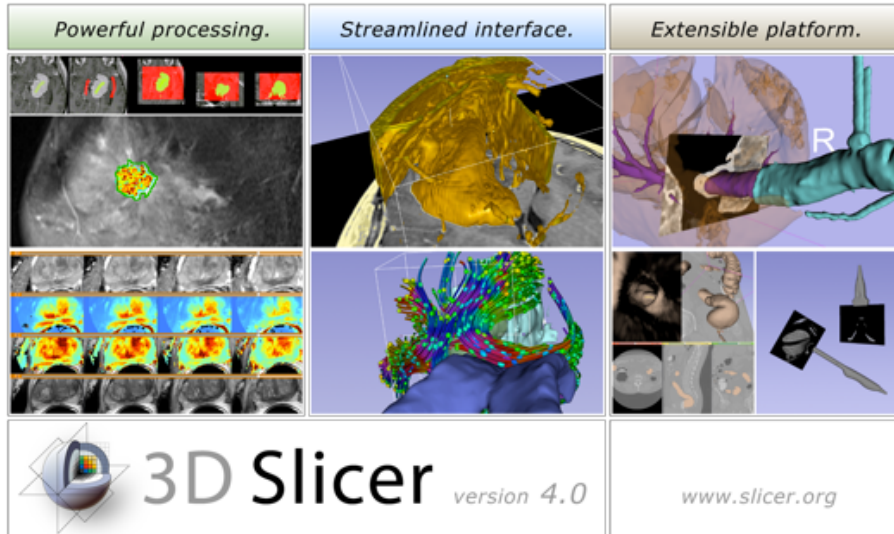 Powerful processing.
Streamlined interface.
Extensible platform.
R
3D Slicer version 4.0
www.slicer.org